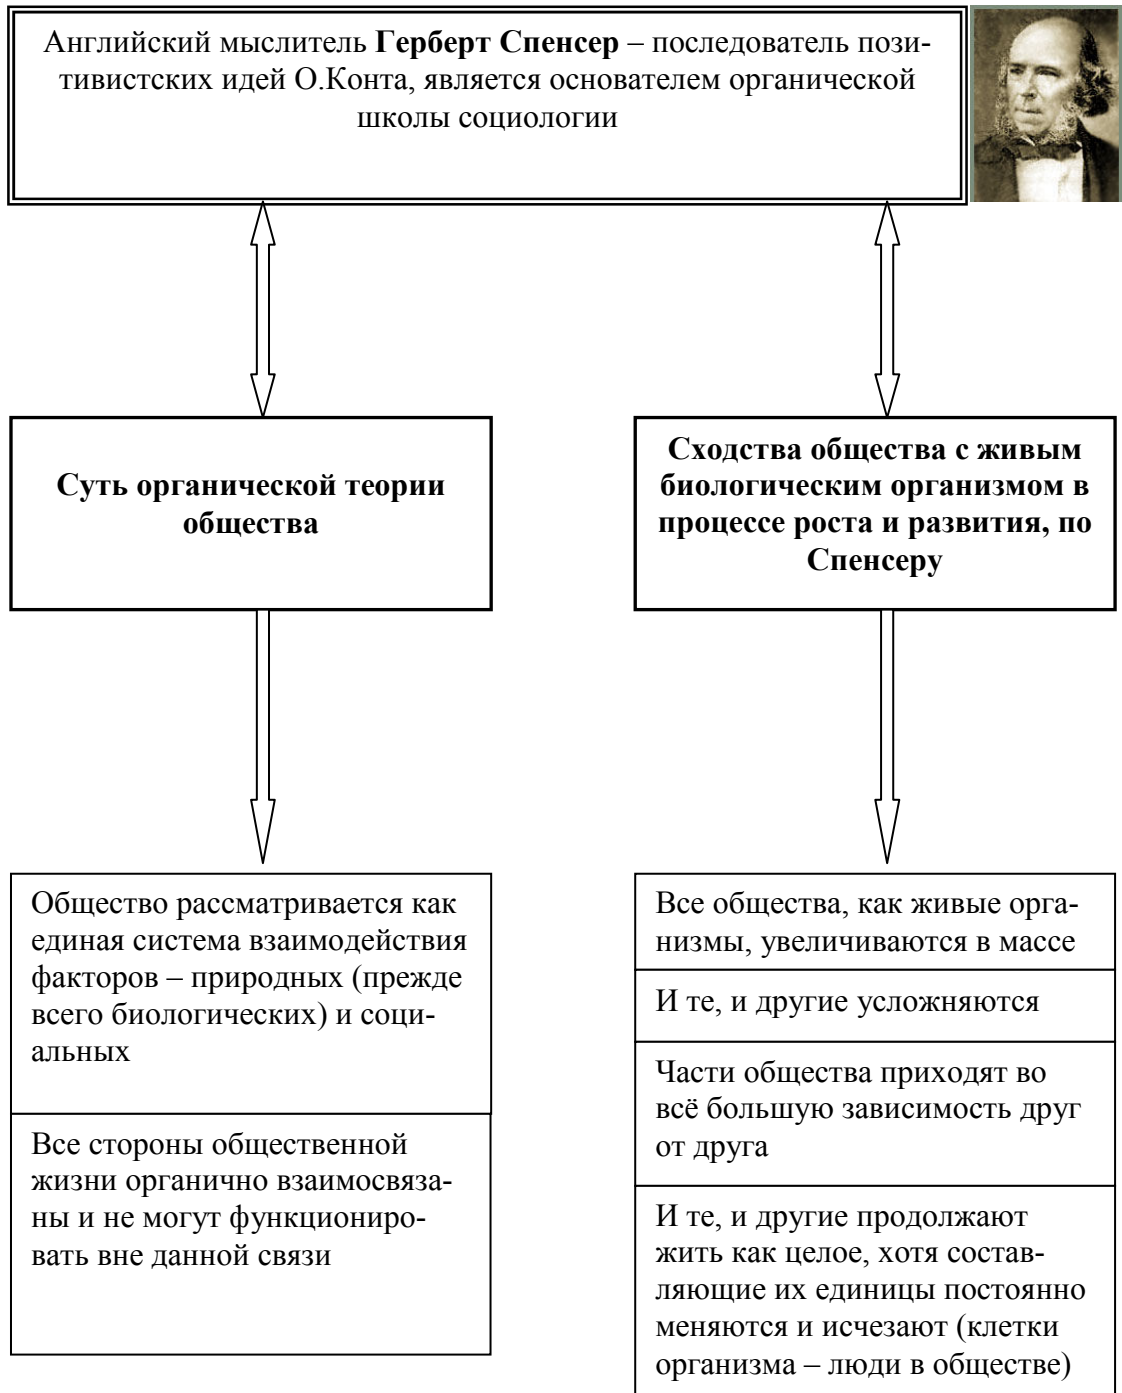 Английский мыслитель Герберт Спенсер – последователь пози-
тивистских идей О.Конта, является основателем органической
школы социологии
Суть органической теории
общества
Сходства общества с живым
биологическим организмом в
процессе роста и развития, по
Спенсеру
Общество рассматривается как
единая система взаимодействия
факторов – природных (прежде
всего биологических) и соци-
альных
Все стороны общественной
жизни органично взаимосвяза-
ны и не могут функциониро-
вать вне данной связи
Все общества, как живые орга-
низмы, увеличиваются в массе
И те, и другие усложняются
Части общества приходят во
всё большую зависимость друг
от друга
И те, и другие продолжают
жить как целое, хотя состав-
ляющие их единицы постоянно
меняются и исчезают (клетки
организма – люди в обществе)